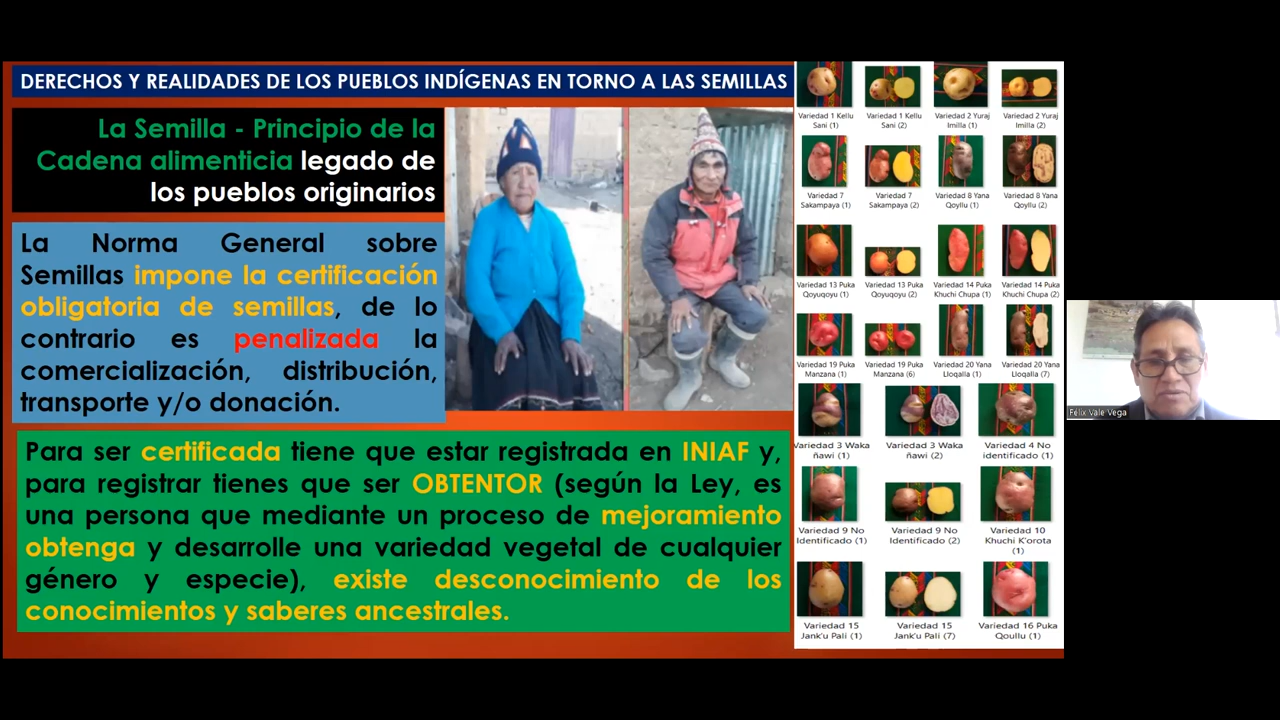 DERECHOS Y REALIDADES DE LOS PUEBLOS INDÍGENAS EN TORNO A LAS SEMILLAS
La Semilla - Principio de la
Cadena alimenticia legado de
los pueblos originarios
La Norma General sobre
Semillas impone la certificación
obligatoria de semillas, de lo
contrario es penalizada la
comercialización, distribución,
transporte y/o donación.
Para ser certificada tiene que estar registrada en INIAF y,
para registrar tienes que ser OBTENTOR (según la Ley, es
una persona que mediante un proceso de mejoramiento
obtenga y desarrolle una variedad vegetal de cualquier
género y especie), existe desconocimiento de los
conocimientos y saberes ancestrales.
Variedad 1 Kellu
Sani (1)
Variedad 1 Kellu
Sani (2)
Variedad 2 Yuraj
Imilla (1)
Variedad 2 Yuraj
Imilla (2)
Variedad 7
Sakampaya (1)
Variedad 7
Sakampaya (2)
Variedad 8 Yana
Qoyllu (1)
Variedad 8 Yana
Qoyllu (2)
Variedad 13 Puka
Qoyuqoyu (1)
Variedad 13 Puka
Qoyuqoyu (2)
Variedad 14 Puka
Khuchi Chupa (1)
Variedad 14 Puka
Khuchi Chupa (2)
Variedad 19 Puka
Manzana (1)
Variedad 19 Puka
Manzana (6)
Variedad 20 Yana
Lloqalla (1)
Variedad 20 Yana
Lloqalla (7)
Variedad 3 Waka
ñawi (1)
Variedad 3 Waka
ñawi (2)
Variedad 4 No
identificado (1)
Variedad 9 No
Identificado (1)
Variedad 9 No
Identificado (2)
Variedad 10
Khuchi K'orota
(1)
Variedad 15
Jank'u Pali (1)
Variedad 15
Jank'u Pali (7)
Variedad 16 Puka
Qoullu (1)
Félix Vale Vega